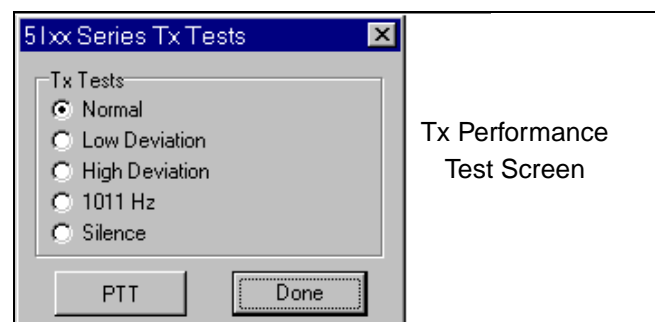 51xx Series Tx Tests
Tx Tests
Normal
Low Deviation
High Deviation
1011 Hz
Silence
PTT
Done
Tx Performance
Test Screen